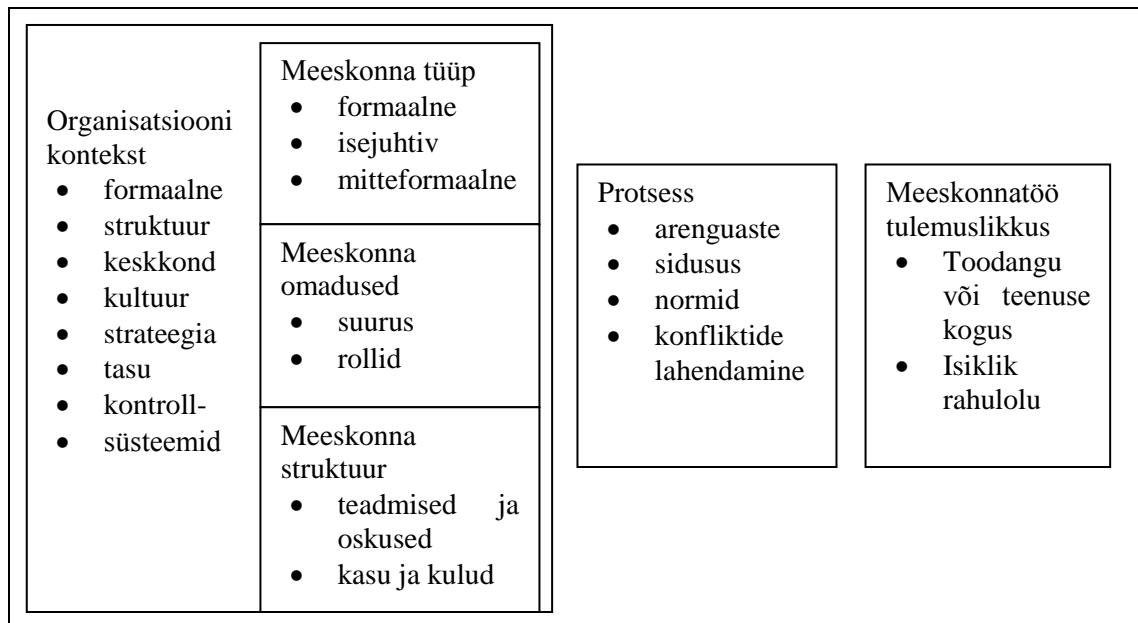 Organisatsiooni
kontekst
• formaalne
• struktuur
• keskkond
• kultuur
• strateegia
• tasu
• kontroll-
• süsteemid
Meeskonna tüüp
• formaalne
• isejuhtiv
• mitteformaalne
Meeskonna
omadused
• suurus
• rollid
Meeskonna
struktuur
• teadmised ja
oskused
• kasu ja kulud
Protsess
• arenguaste
• sidusus
• normid
• konfliktide
lahendamine
Meeskonnatöö
tulemuslikkus
• Toodangu
või teenuse
kogus
• Isiklik
rahulolu